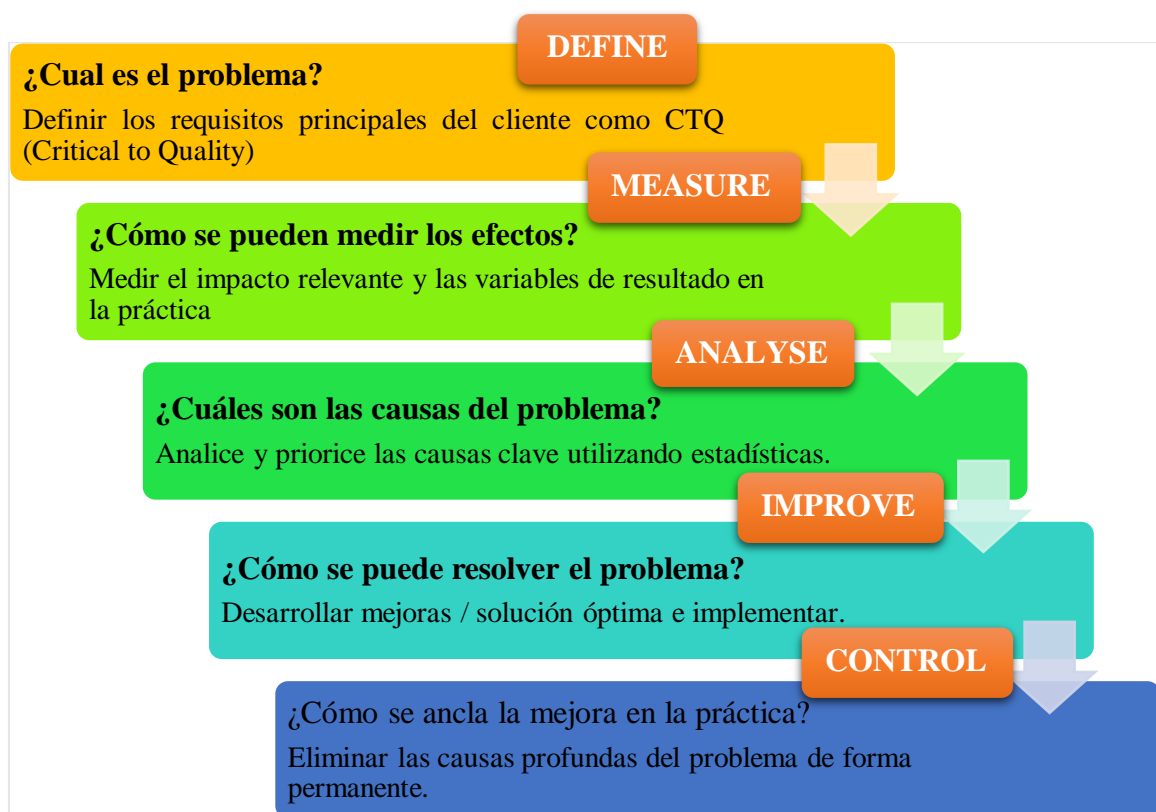 DEFINE
¿Cual es el problema?
Definir los requisitos principales del cliente como CTQ
(Critical to Quality)
MEASURE
¿Cómo se pueden medir los efectos?
Medir el impacto relevante y las variables de resultado en
la práctica
ANALYSE
¿Cuáles son las causas del problema?
Analice y priorice las causas clave utilizando estadísticas.
IMPROVE
¿Cómo se puede resolver el problema?
Desarrollar mejoras / solución óptima e implementar.
CONTROL
¿Cómo se ancla la mejora en la práctica?
Eliminar las causas profundas del problema de forma
permanente.